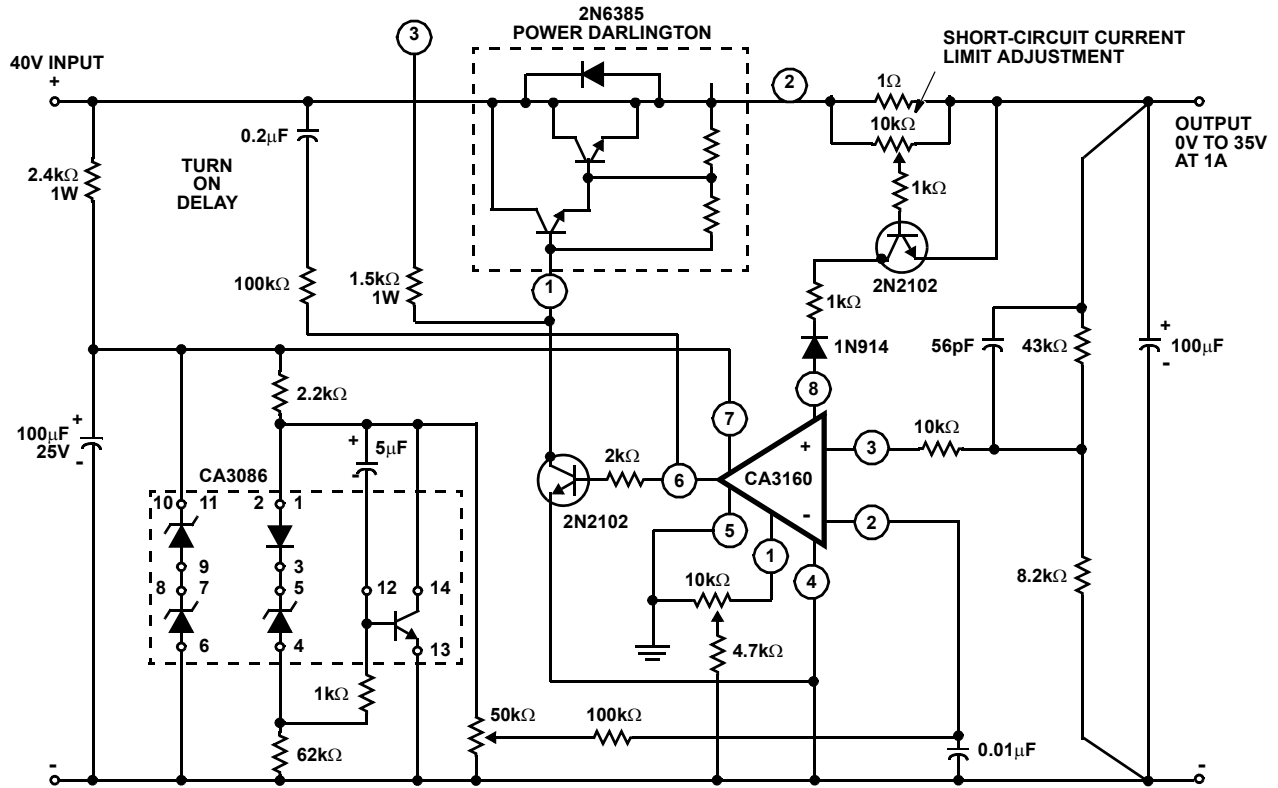 2N6385
POWER DARLINGTON
3
SHORT-CIRCUIT CURRENT
LIMIT ADJUSTMENT
40V INPUT
+
2
1Ω
10kΩ
OUTPUT
0V TO 35V
AT 1A
0.2μF
TURN
ON
DELAY
2.4kΩ
1W
1kΩ
100kΩ
1.5kΩ
1W
1
2N2102
1kΩ
1N914
56pF
43kΩ
+
100μF
-
2.2kΩ
8
7
+
100μF
25V
-
+
5μF
-
10kΩ
3
+
CA3160
-
2kΩ
6
CA3086
2N2102
5
2
1
4
10 11
2 1
9
3
8 7
5
12
14
6
4
13
10kΩ
8.2kΩ
4.7kΩ
1kΩ
50kΩ
100kΩ
62kΩ
0.01μF
-
-